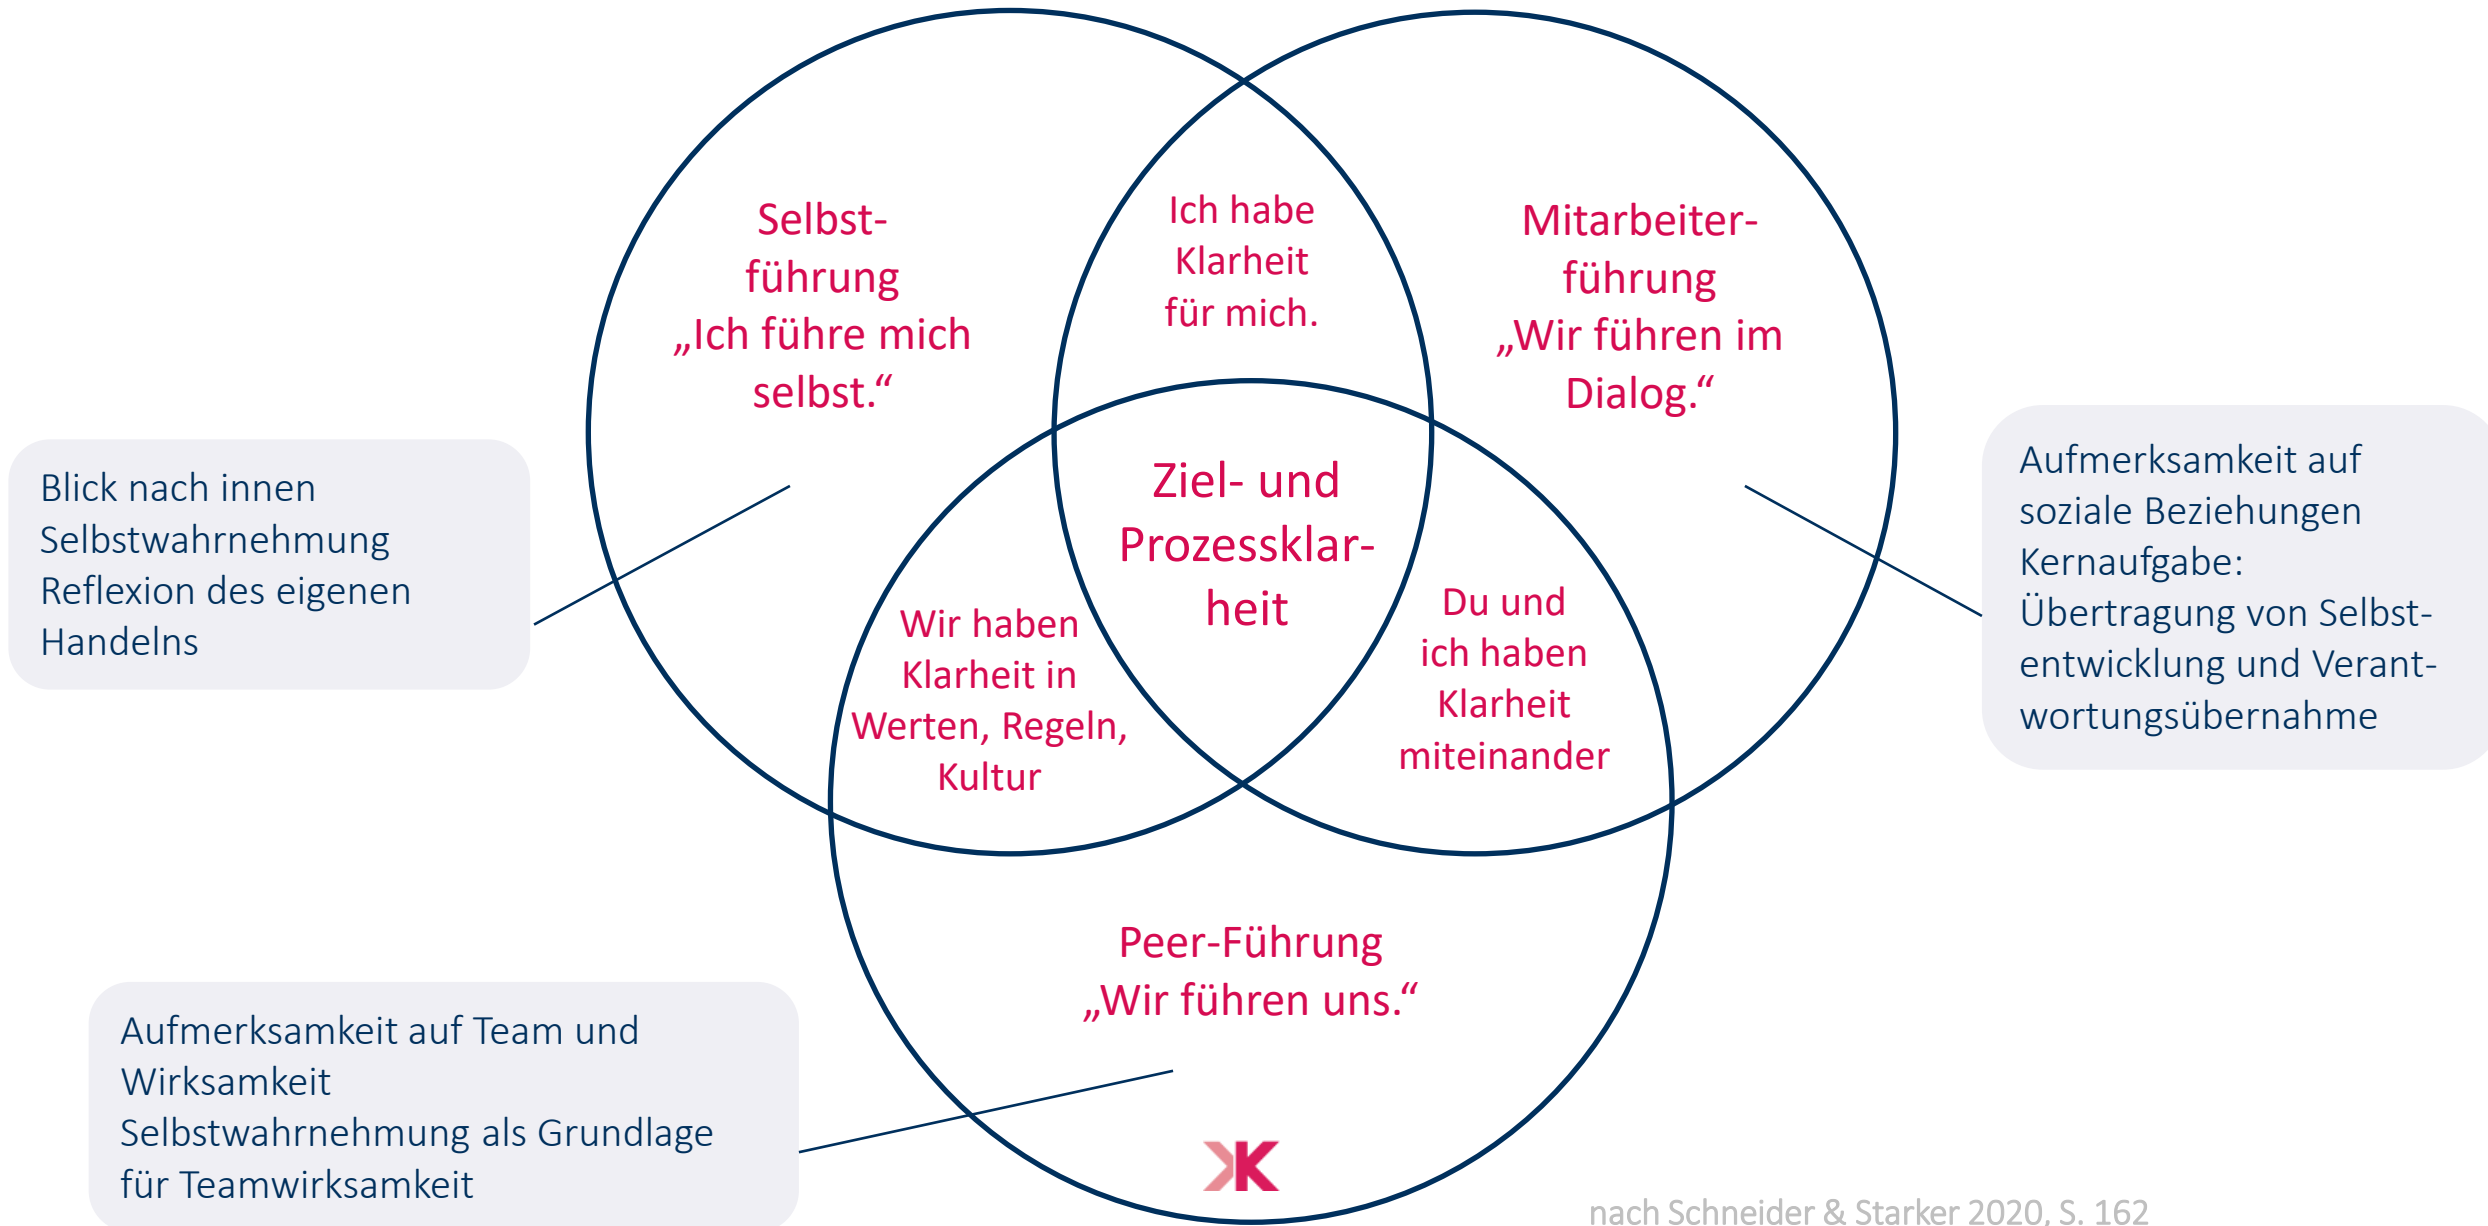 Selbst-
führung
„Ich führe mich
selbst.“
Ich habe
Klarheit
für mich.
Mitarbeiter-
führung
„Wir führen im
Dialog.“
Blick nach innen
Selbstwahrnehmung
Reflexion des eigenen
Handelns
Ziel- und
Prozessklar-
heit
Aufmerksamkeit auf
soziale Beziehungen
Kernaufgabe:
Übertragung von Selbst-
entwicklung und Verant-
wortungsübernahme
Wir haben
Klarheit in
Werten, Regeln,
Kultur
Du und
ich haben
Klarheit
miteinander
Peer-Führung
„Wir führen uns.“
Aufmerksamkeit auf Team und
Wirksamkeit
Selbstwahrnehmung als Grundlage
für Teamwirksamkeit
nach Schneider & Starker 2020, S. 162